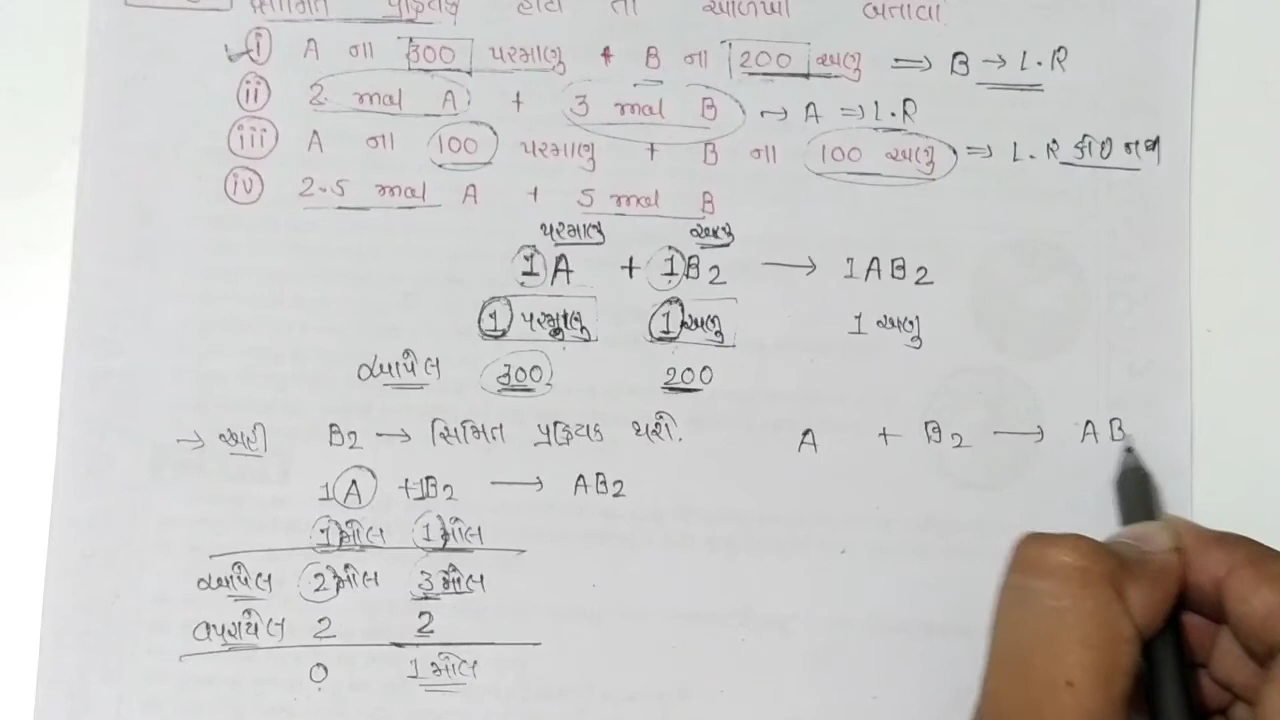 સિમિત પ્રક્રિયક હોય તો ઓળખી બતાવો.
(i) A ના 300 પરમાણુ + B ના 200 અણુ ⇒ B → L.R
(ii) 2 mol A + 3 mol B → A ⇒ L.R
(iii) A ના 100 પરમાણુ + B ના 100 અણુ ⇒ L.R કોઇ નથી
(iv) 2.5 mol A + 5 mol B
પરમાણુ અણુ
1A + 1B2 → 1AB2
1 પરમાણુ 1 અણુ 1 અણુ
આપેલ 300 200
→ અહી B2 → સિમિત પ્રક્રિયક થશે. A + B2 → AB
1A + 1B2 → AB2
1 મોલ 1 મોલ
આપેલ 2 મોલ 3 મોલ
વપરાયેલ 2 2
0 1 મોલ